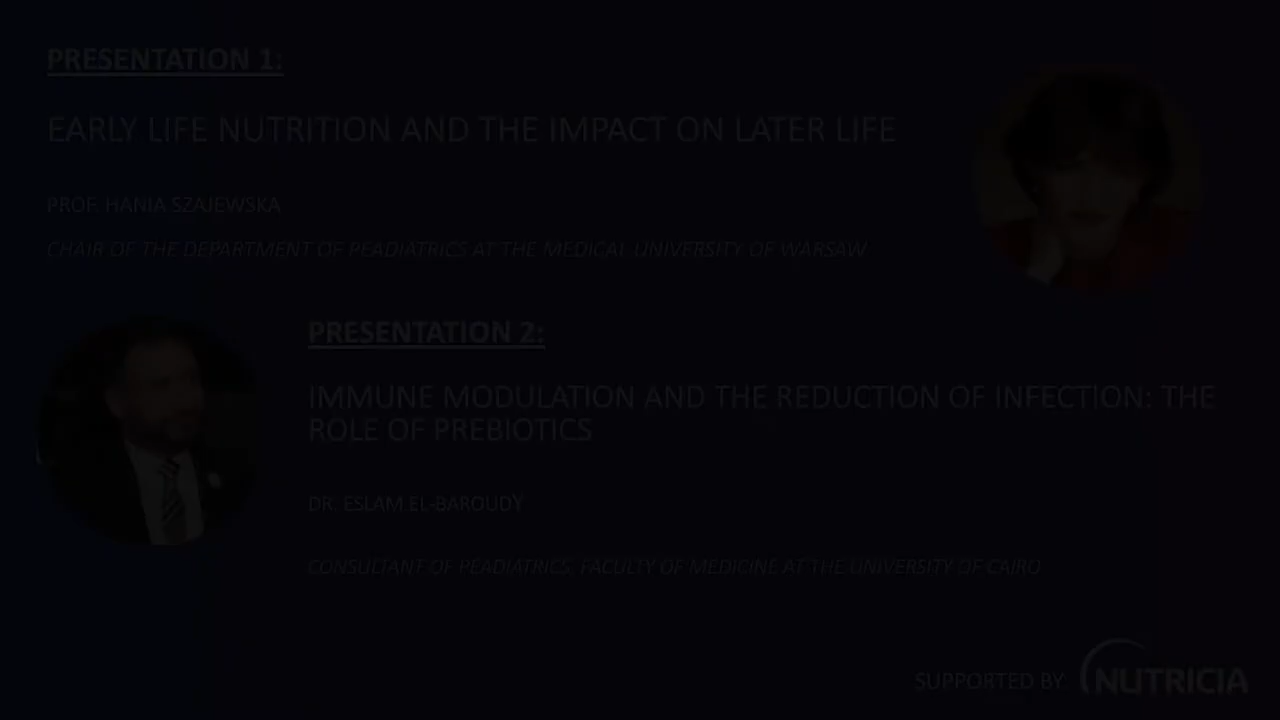 PRESENTATION 1:
EARLY LIFE NUTRITION AND THE IMPACT ON LATER LIFE
PROF. HANIA SZAJEWSKA
CHAIR OF THE DEPARTMENT OF PEADIATRICS AT THE MEDICAL UNIVERSITY OF WARSAW
PRESENTATION 2:
IMMUNE MODULATION AND THE REDUCTION OF INFECTION: THE
ROLE OF PREBIOTICS
DR. ESLAM EL-BAROUDY
CONSULTANT OF PEADIATRICS, FACULTY OF MEDICINE AT THE UNIVERSITY OF CAIRO
SUPPORTED BY NUTRICIA